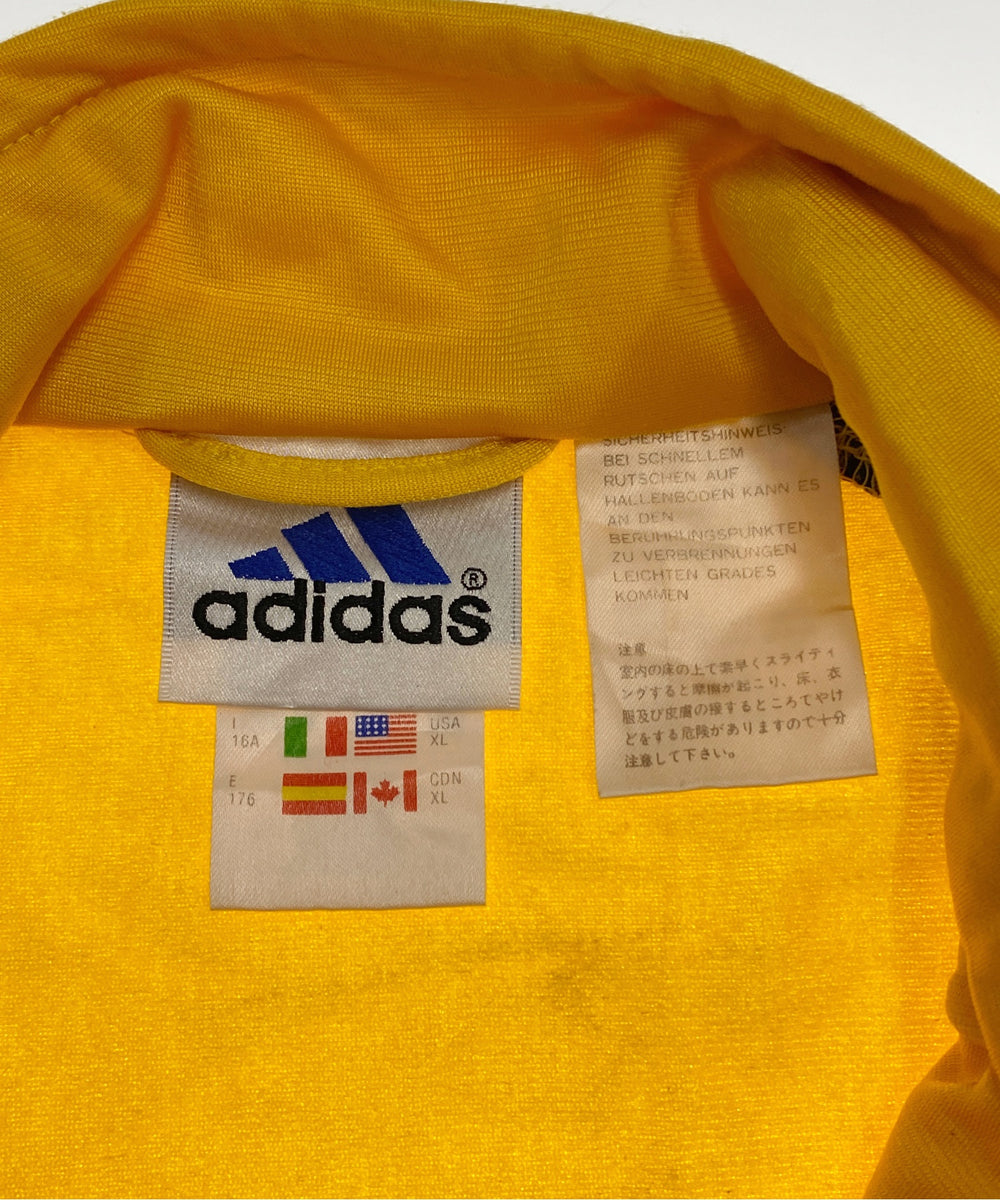 adidas®
I
16A
USA
XL
E
176
CDN
XL
SICHERHEITSHINWEIS:
BEI SCHNELLEM
RUTSCHEN AUF
HALLENBÖDEN KANN ES
AN DEN
BERÜHRUNGSPUNKTEN
ZU VERBRENNUNGEN
LEICHTEN GRADES
KOMMEN
注意
室内の床の上で素早くスライディ
ングすると摩擦が起こり、床、衣
服及び皮膚の接するところでやけ
どをする危険がありますので十分
注意して下さい。